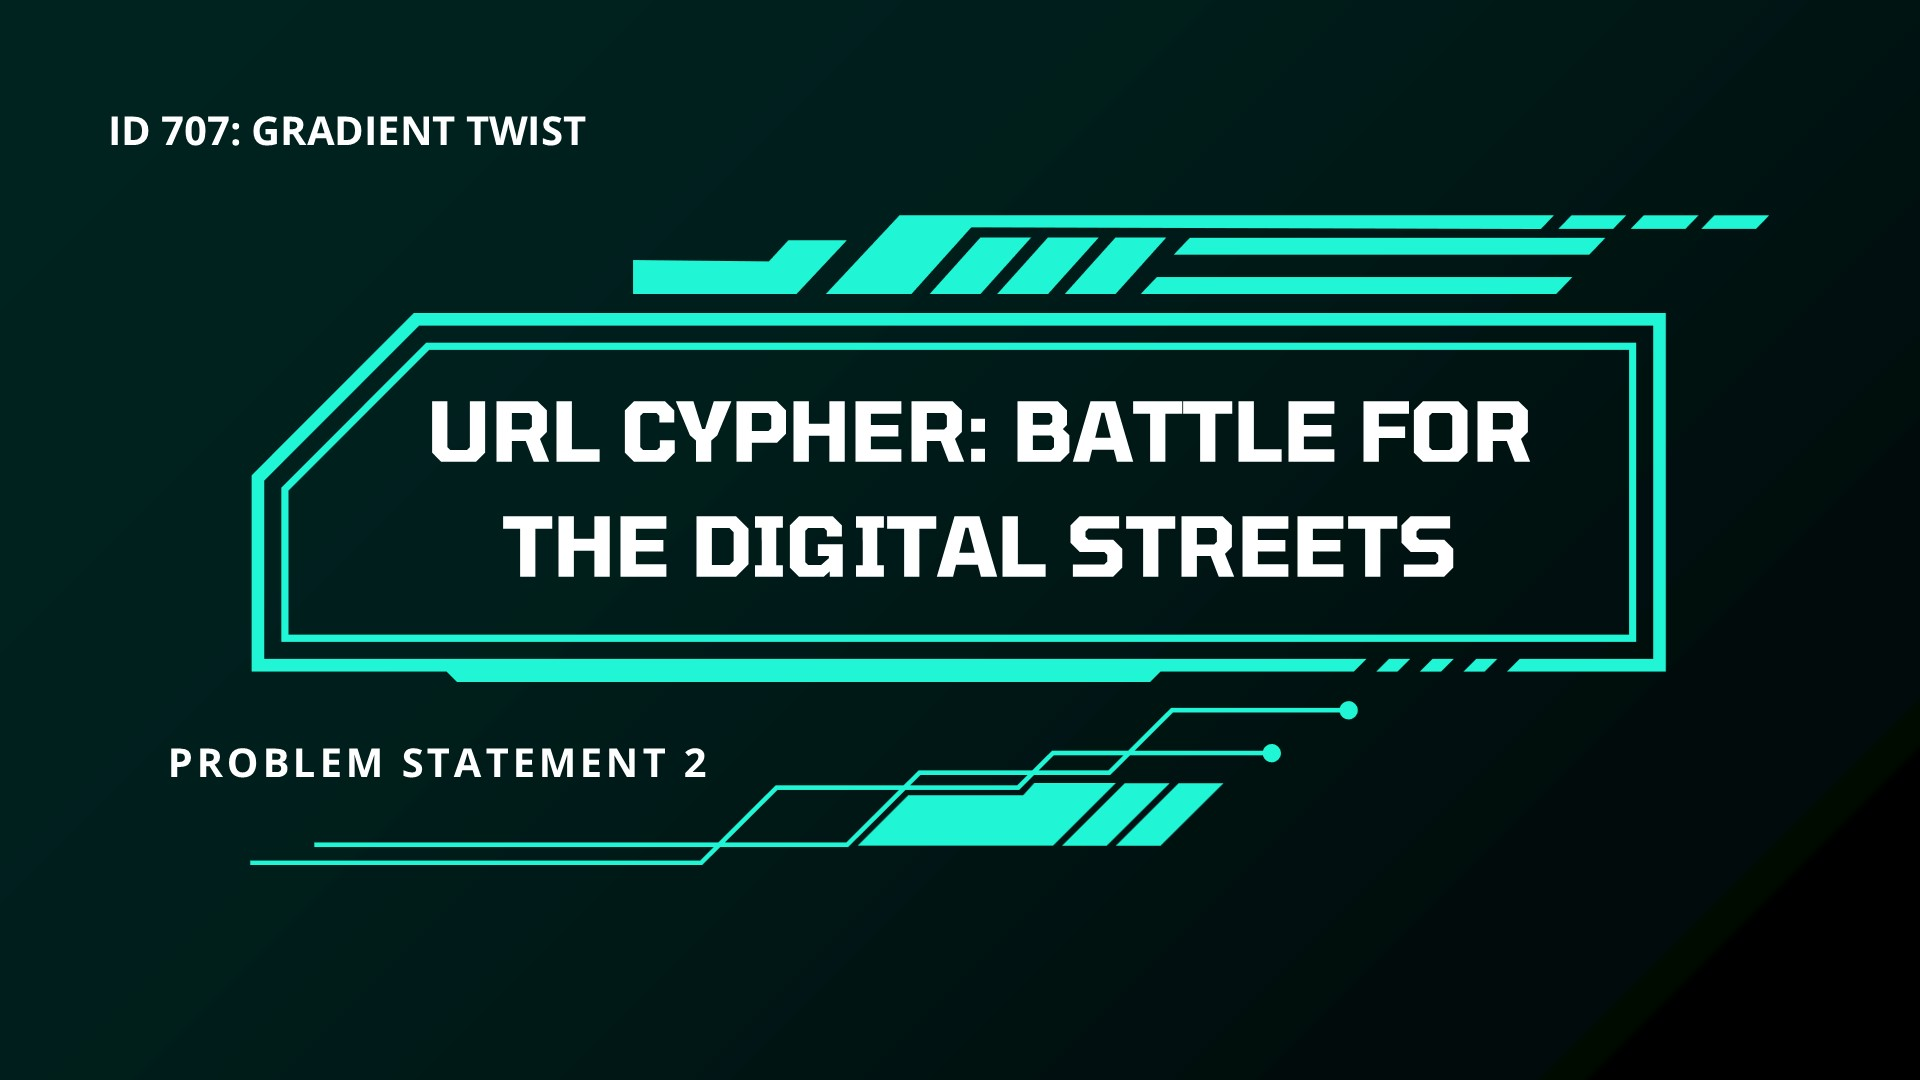 ID 707: GRADIENT TWIST
URL CYPHER: BATTLE FOR
THE DIGITAL STREETS
PROBLEM STATEMENT 2